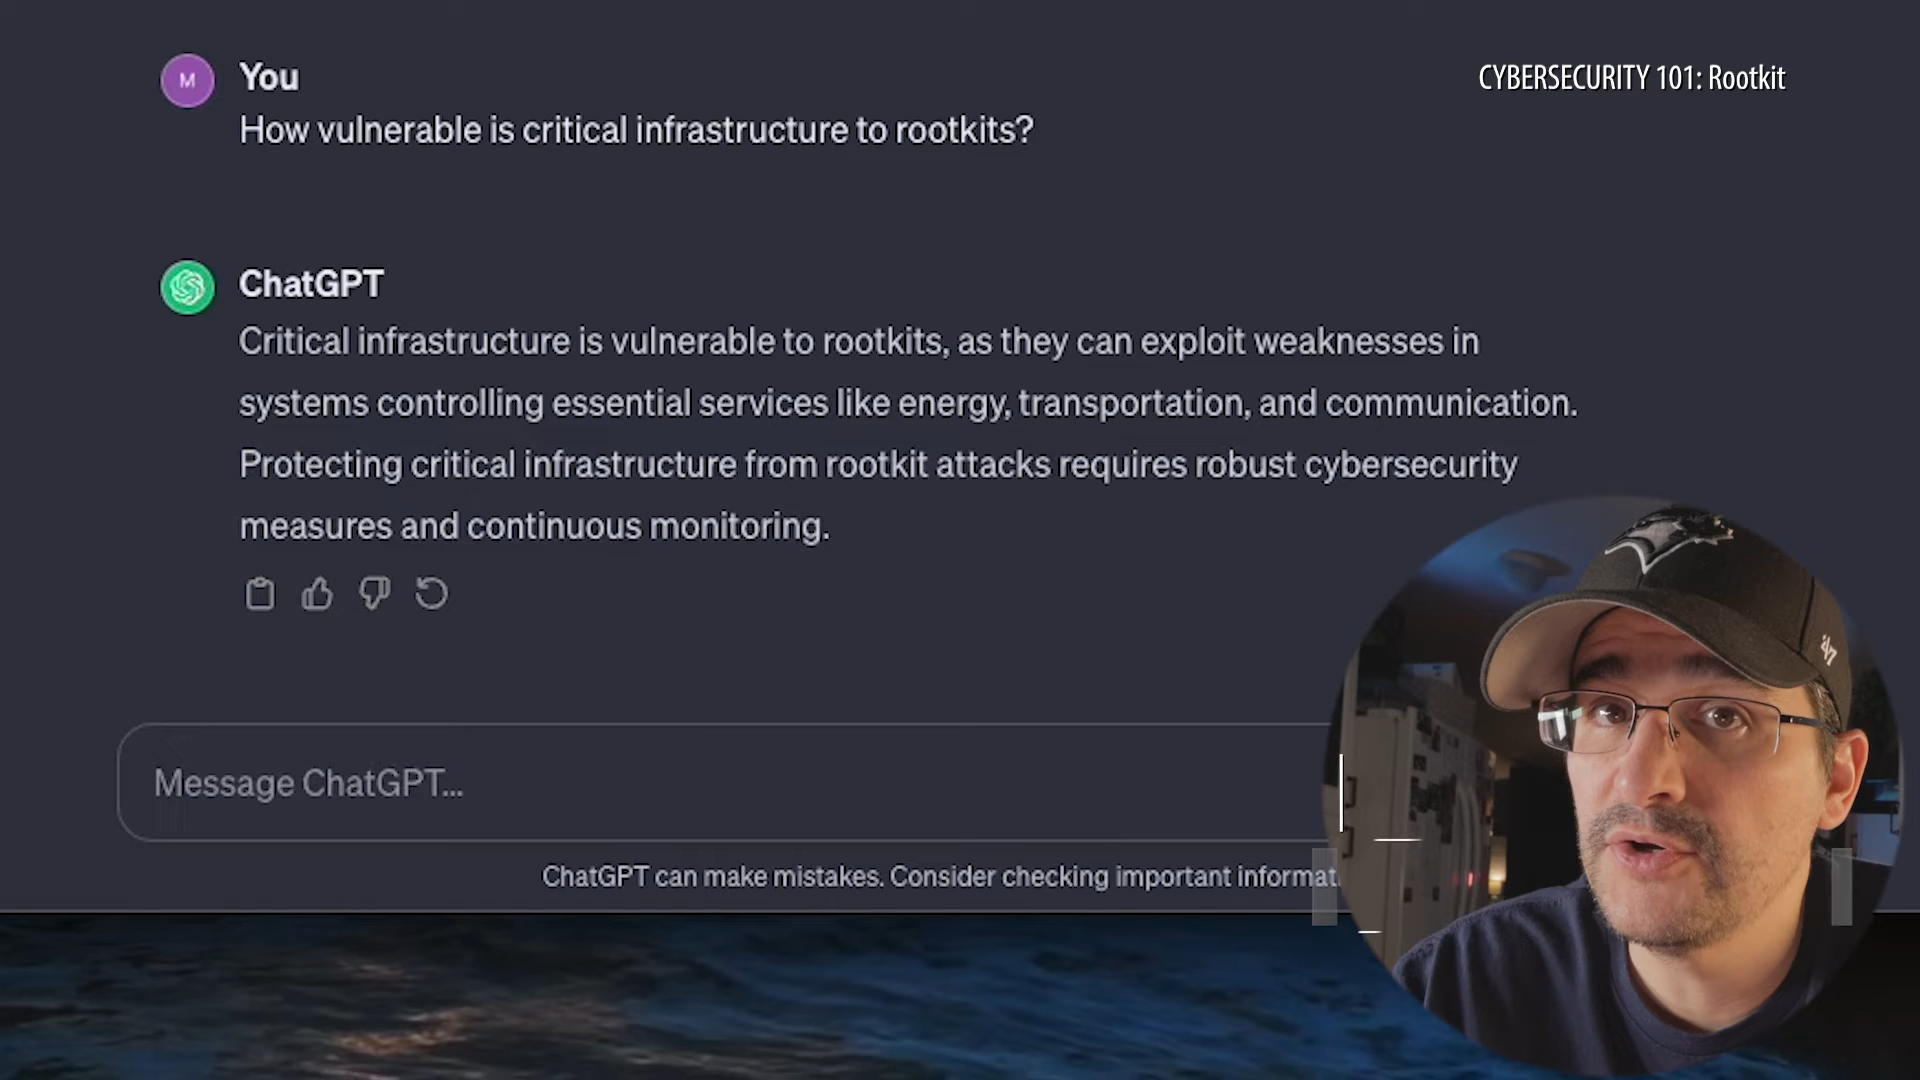 CYBERSECURITY 101: Rootkit
M
You
How vulnerable is critical infrastructure to rootkits?
ChatGPT
Critical infrastructure is vulnerable to rootkits, as they can exploit weaknesses in
systems controlling essential services like energy, transportation, and communication.
Protecting critical infrastructure from rootkit attacks requires robust cybersecurity
measures and continuous monitoring.
Message ChatGPT...
ChatGPT can make mistakes. Consider checking important informat
47